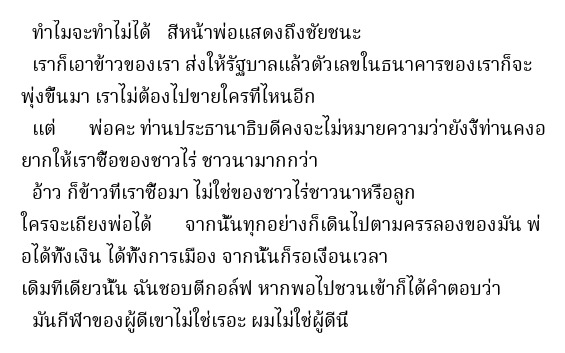 ทำไมจะทำไม่ได้ สีหน้าพ่อแสดงถึงชัยชนะ
เราก็เอาข้าวของเรา ส่งให้รัฐบาลแล้วตัวเลขในธนาคารของเราก็จะ
พุ่งขึ้นมา เราไม่ต้องไปขายใครที่ไหนอีก
แต่ พ่อคะ ท่านประธานาธิบดีคงจะไม่หมายความว่ายังงี้ท่านคงอ
ยากให้เราซื้อของชาวไร่ ชาวนามากกว่า
อ้าว ก็ข้าวที่เราซื้อมา ไม่ใช่ของชาวไร่ชาวนาหรือลูก
ใครจะเถียงพ่อได้ จากนั้นทุกอย่างก็เดินไปตามครรลองของมัน พ่
อได้ทั้งเงิน ได้ทั้งการเมือง จากนั้นก็รอเงื่อนเวลา
เดิมทีเดียวนั้น ฉันชอบตีกอล์ฟ หากพอไปชวนเข้าก็ได้คำตอบว่า
มันกีฬาของผู้ดีเขาไม่ใช่เรอะ ผมไม่ใช่ผู้ดีนี่